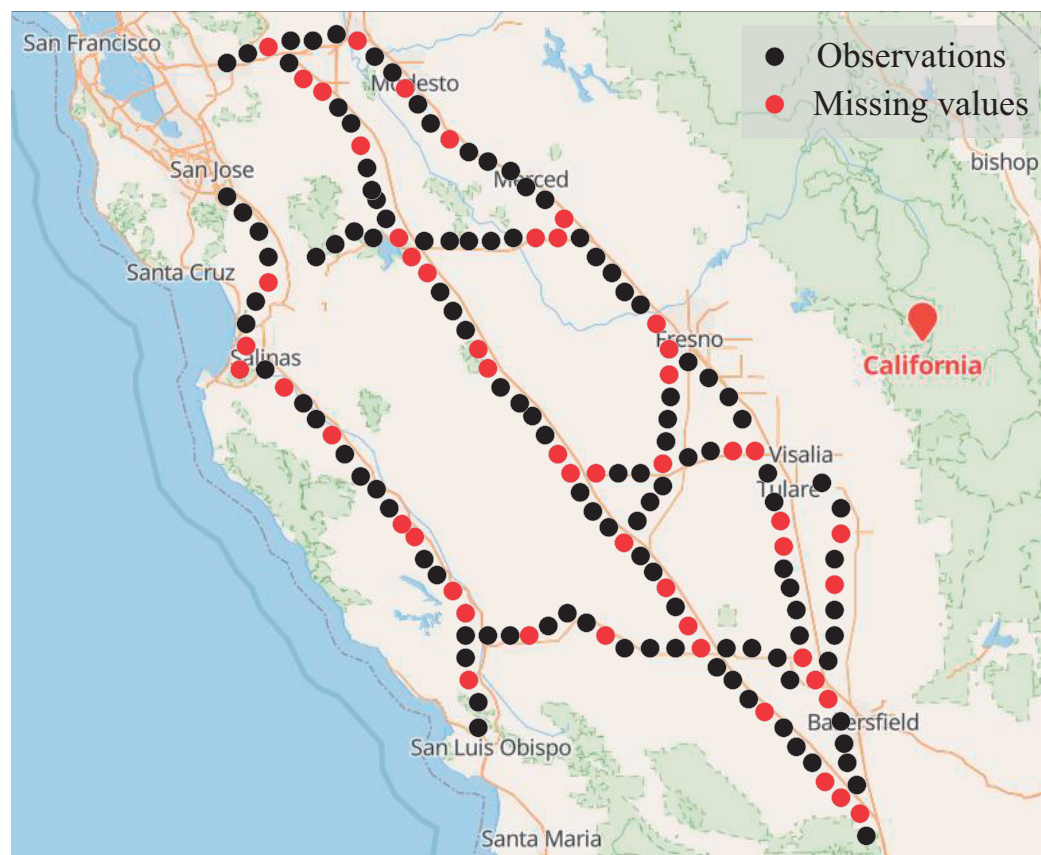 San Francisco
Observations
Modesto
Missing values
bishop
San Jose
Merced
Santa Cruz
Fresno
Salinas
California
Visalia
Tulare
Bakersfield
San Luis Obispo
Santa Maria